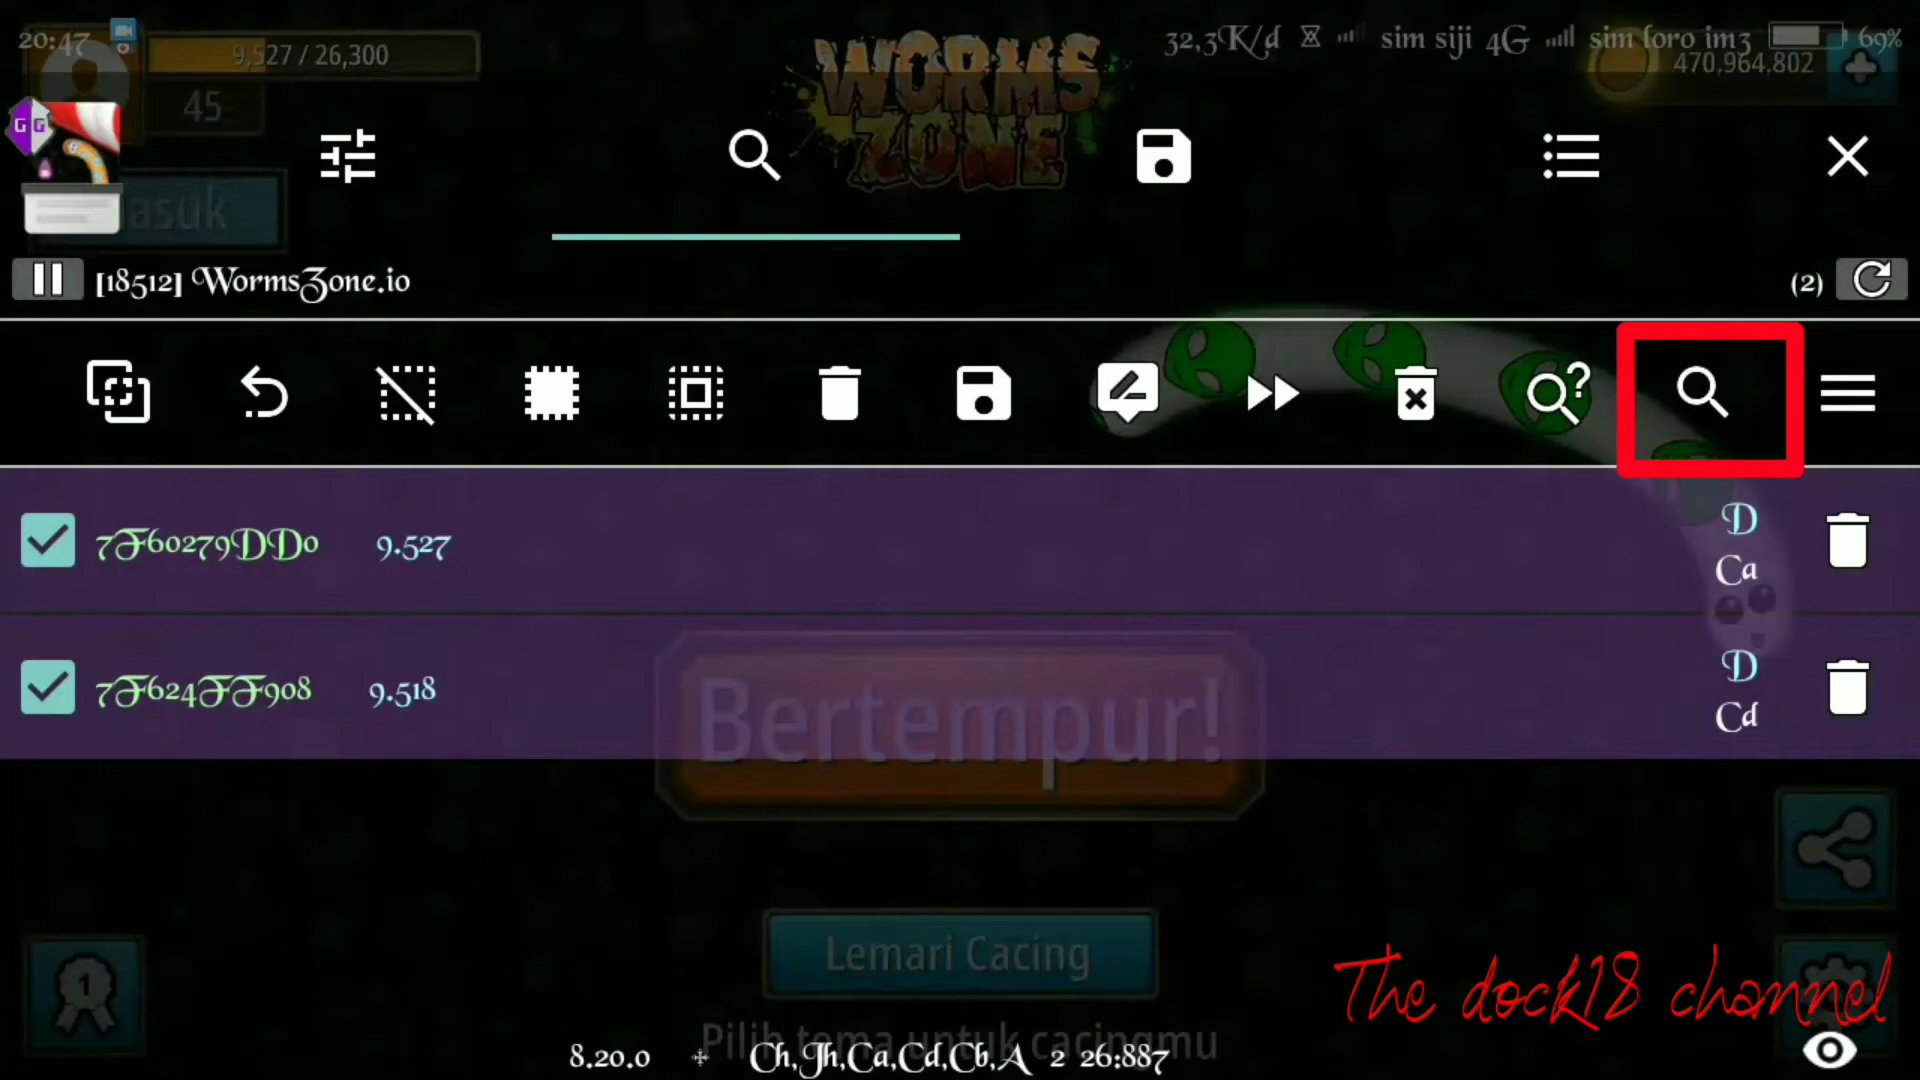 20:47
9,527 / 26,300
45
WORMS ZONE
32,3K/d
sim siji 4G
sim loro im3
69%
470,964,802
GG
asuk
[18512] WormsZone.io
(2)
7F60279DD0 9.527 D
Ca
7F624FF908 9.518 D
Cd
Bertempur!
Lemari Cacing
1
The dock18 channel
Pilih tema untuk cacingmu
8.20.0 Ch,Jh,Ca,Cd,Cb,A 2 26:887